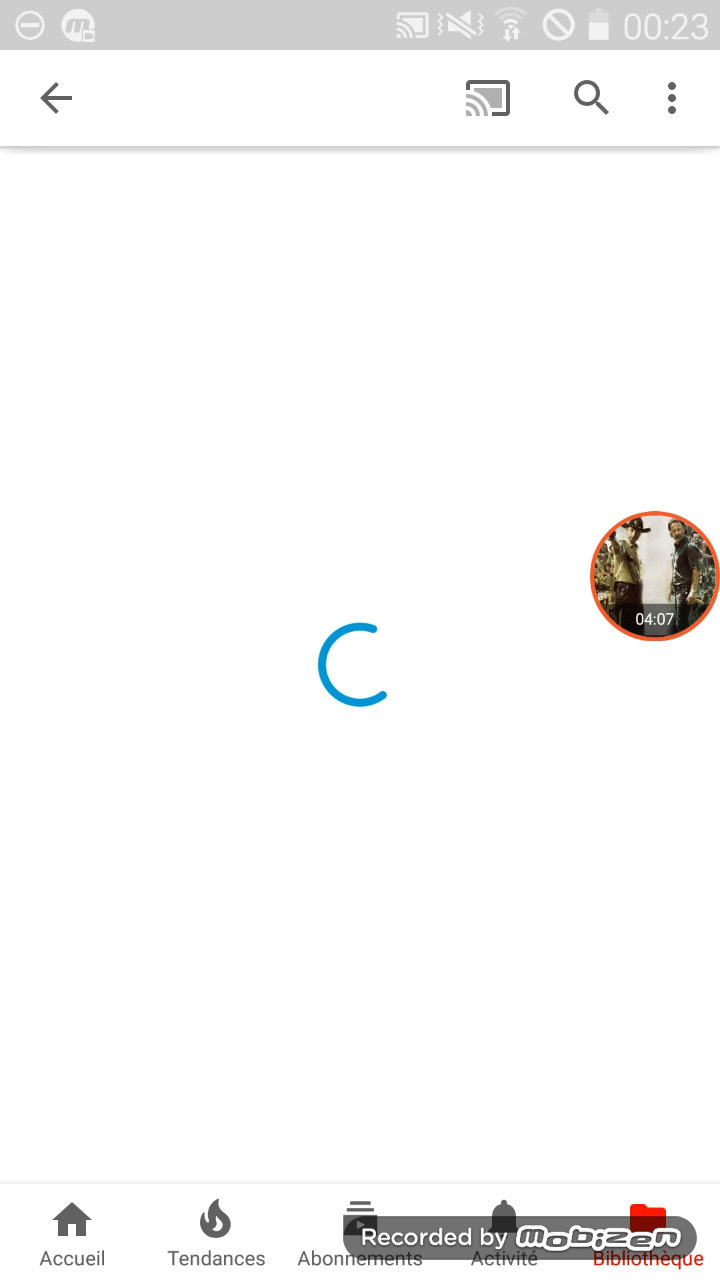 00:23
04:07
Recorded by mobizen
Accueil
Tendances
Abonnements
Activité
Bibliothèque